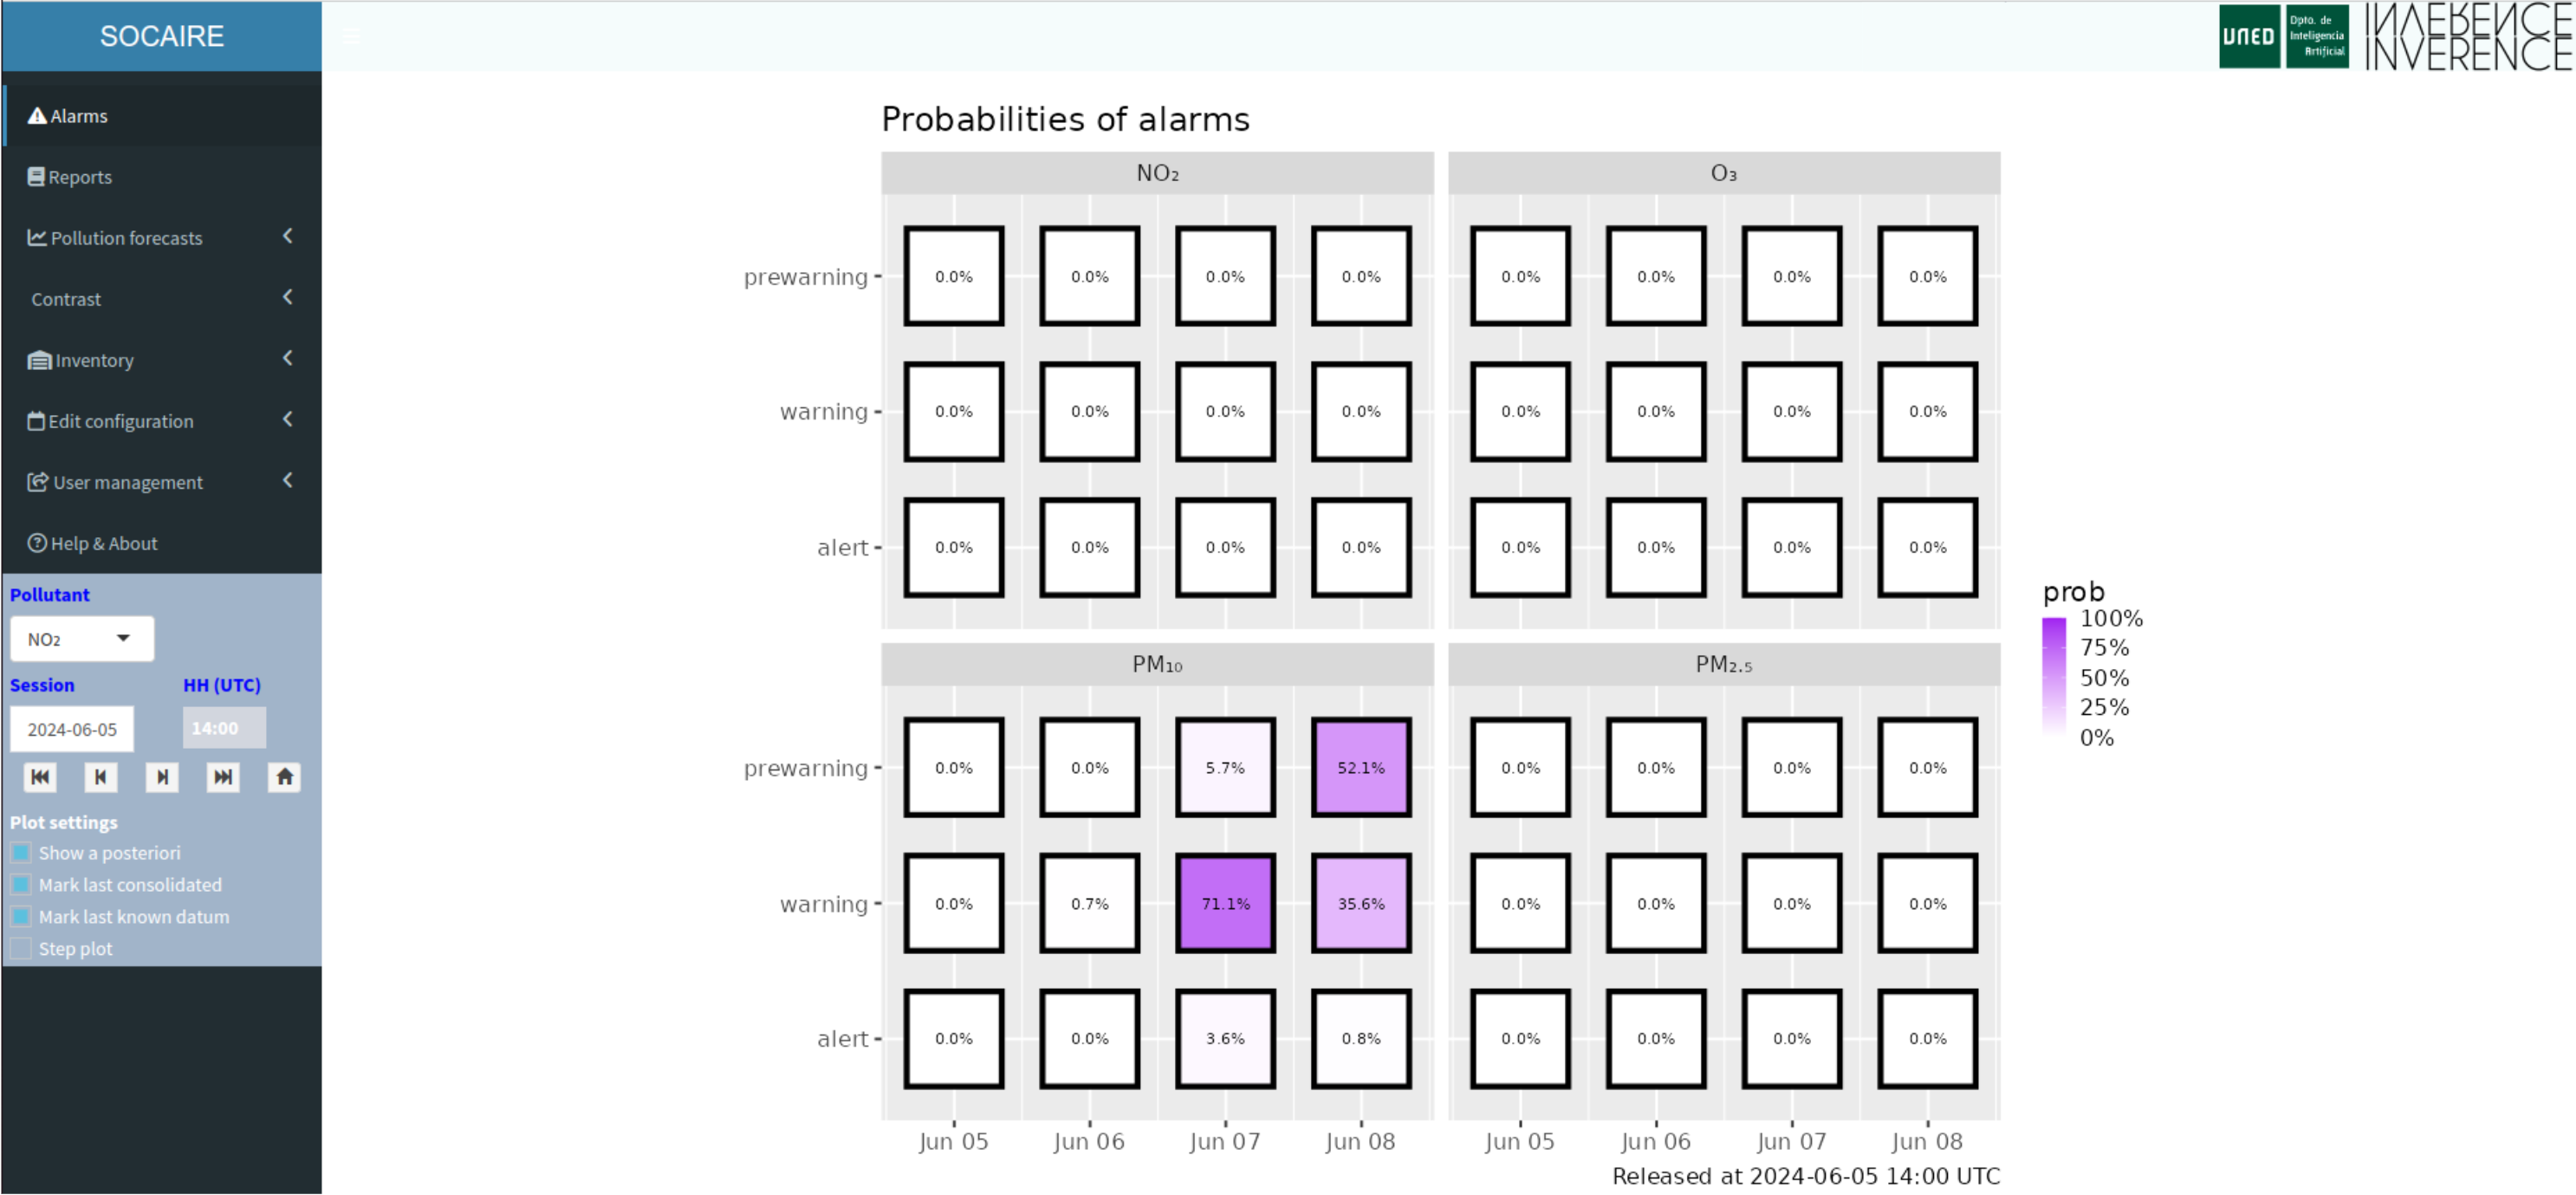 SOCAIRE
UNED
Dpto. de
Inteligencia
Artificial
INVERENCE
INVERENCE
Alarms
Reports
Pollution forecasts
Contrast
Inventory
Edit configuration
User management
Help & About
Pollutant
NO₂
Session HH (UTC)
2024-06-05 14:00
Plot settings
Show a posteriori
Mark last consolidated
Mark last known datum
Step plot
Probabilities of alarms
NO₂ O₃
prewarning 0.0% 0.0% 0.0% 0.0% 0.0% 0.0% 0.0% 0.0%
warning 0.0% 0.0% 0.0% 0.0% 0.0% 0.0% 0.0% 0.0%
alert 0.0% 0.0% 0.0% 0.0% 0.0% 0.0% 0.0% 0.0%
PM₁₀ PM₂.₅
prewarning 0.0% 0.0% 5.7% 52.1% 0.0% 0.0% 0.0% 0.0%
warning 0.0% 0.7% 71.1% 35.6% 0.0% 0.0% 0.0% 0.0%
alert 0.0% 0.0% 3.6% 0.8% 0.0% 0.0% 0.0% 0.0%
Jun 05 Jun 06 Jun 07 Jun 08 Jun 05 Jun 06 Jun 07 Jun 08
Released at 2024-06-05 14:00 UTC
prob
100%
75%
50%
25%
0%